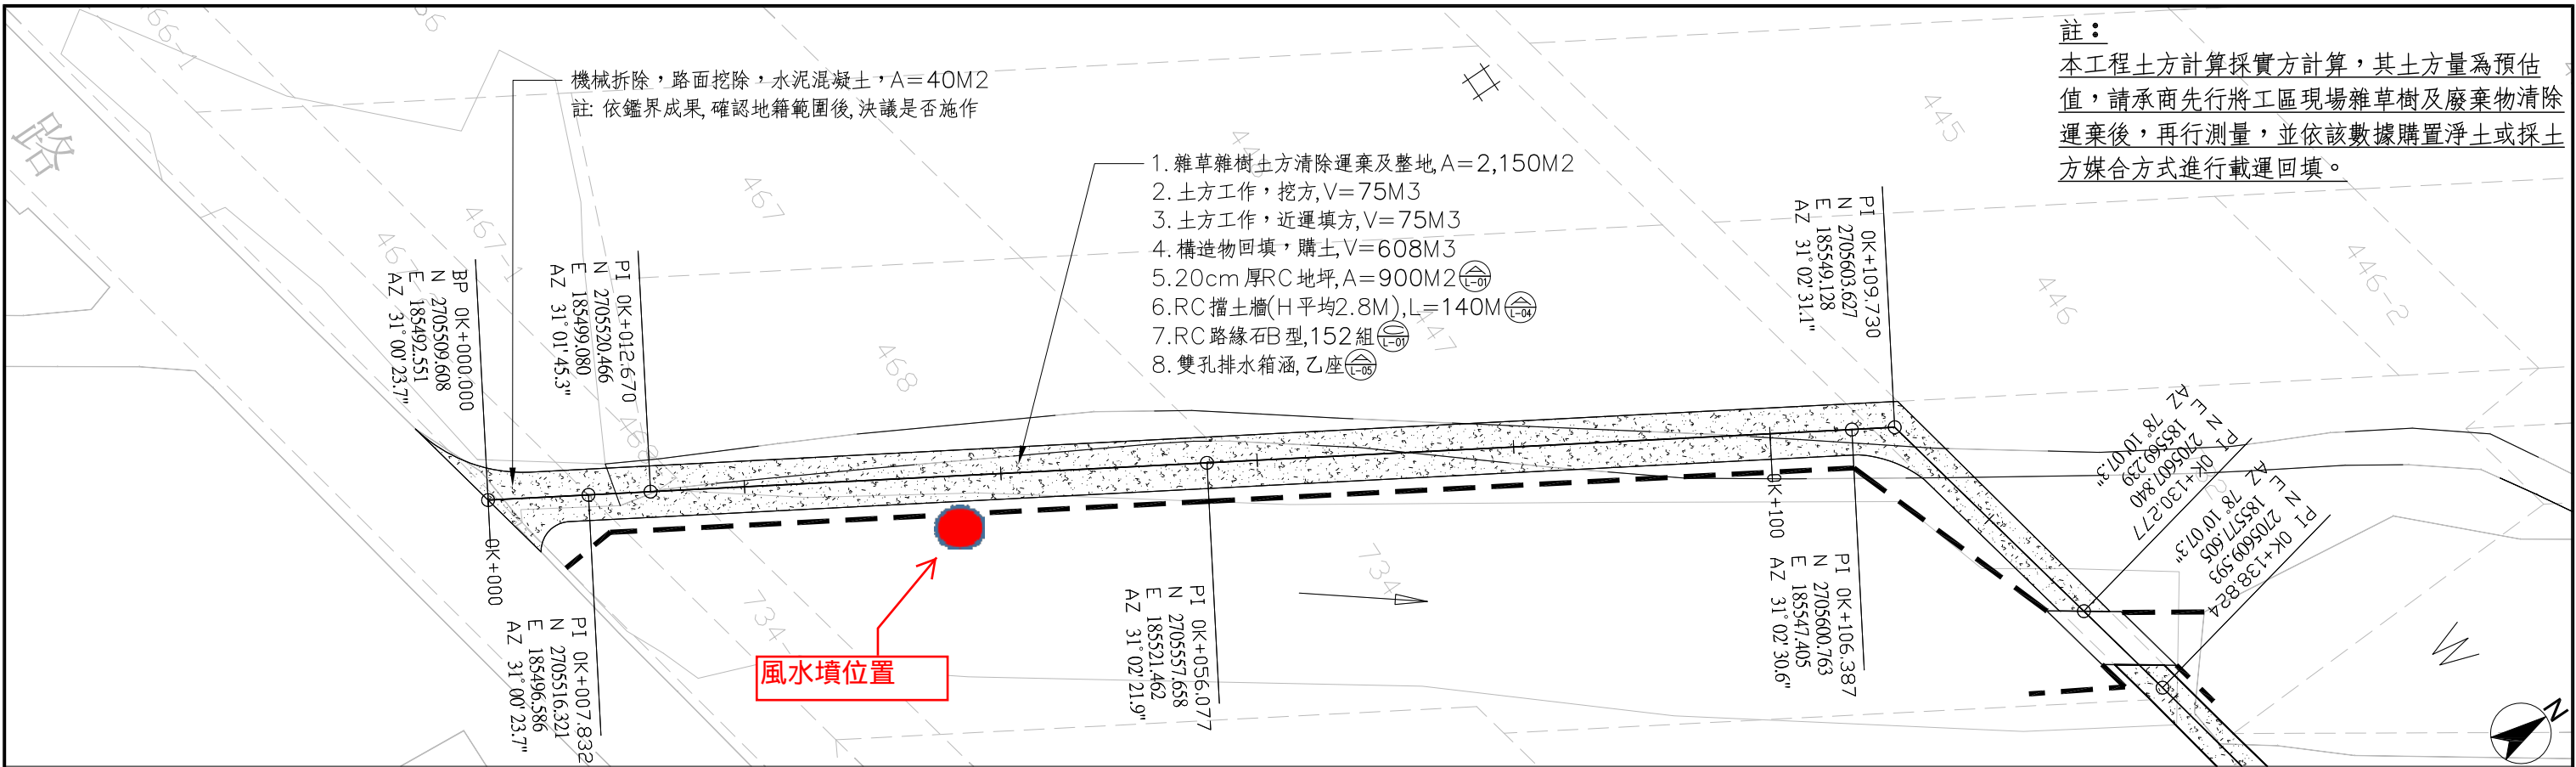 註：
本工程土方計算採實方計算，其土方量為預估
值，請承商先行將工區現場雜草樹及廢棄物清除
運棄後，再行測量，並依該數據購置淨土或採土
方媒合方式進行載運回填。
機械拆除，路面挖除，水泥混凝土，A=40M2
註: 依鑑界成果, 確認地籍範圍後, 決議是否施作
1. 雜草雜樹土方清除運棄及整地, A=2,150M2
2. 土方工作，挖方, V=75M3
3. 土方工作，近運填方, V=75M3
4. 構造物回填，購土, V=608M3
5. 20cm 厚RC 地坪, A=900M2 L-01
6. RC 擋土牆(H 平均2.8M), L=140M L-04
7. RC 路緣石B 型, 152 組 L-01
8. 雙孔排水箱涵, 乙座 L-05
路
466-1
467
467-1
468
445
446
446-2
447
734
734
BP 0K+000.000
N 2705509.608
E 185492.551
AZ 31°00'23.7"
PI 0K+012.670
N 2705520.466
E 185499.080
AZ 31°01'45.3"
PI 0K+109.730
N 2705603.627
E 185549.128
AZ 31°02'31.1"
PI 0K+130.277
N 2705607.840
E 185569.239
AZ 78°10'07.3"
PI 0K+138.824
N 2705609.593
E 185577.605
AZ 78°10'07.3"
0K+000
0K+100
PI 0K+007.832
N 2705516.321
E 185496.586
AZ 31°00'23.7"
PI 0K+056.077
N 2705557.658
E 185521.462
AZ 31°02'21.9"
PI 0K+106.387
N 2705600.763
E 185547.405
AZ 31°02'30.6"
風水墳位置
W
N